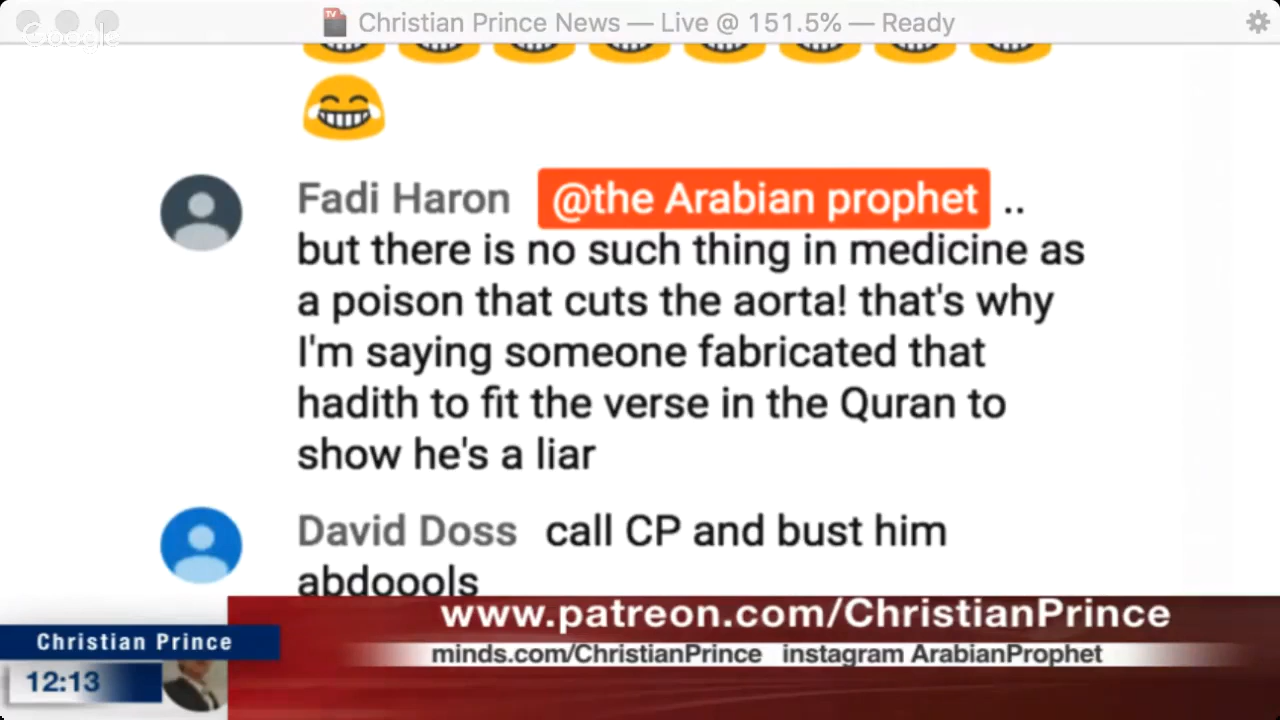 Christian Prince News — Live @ 151.5% — Ready
Google
Fadi Haron @the Arabian prophet ..
but there is no such thing in medicine as
a poison that cuts the aorta! that's why
I'm saying someone fabricated that
hadith to fit the verse in the Quran to
show he's a liar
David Doss call CP and bust him
abdoools
www.patreon.com/ChristianPrince
Christian Prince
minds.com/ChristianPrince instagram ArabianProphet
12:13